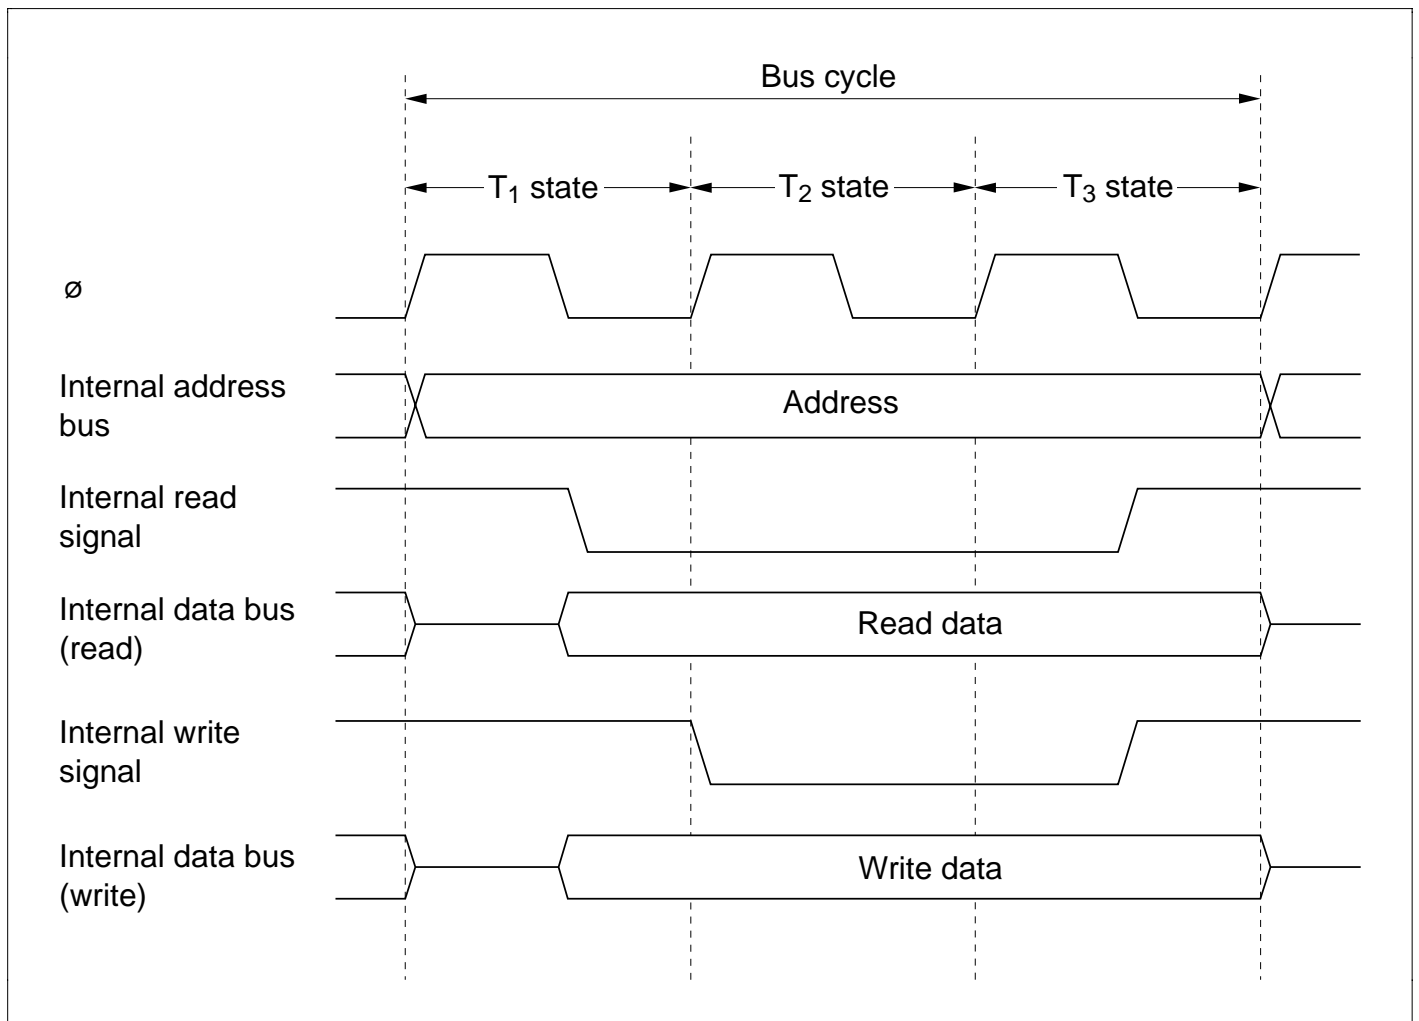 Bus cycle
T1 state
T2 state
T3 state
ø
Internal address
bus
Address
Internal read
signal
Internal data bus
(read)
Read data
Internal write
signal
Internal data bus
(write)
Write data